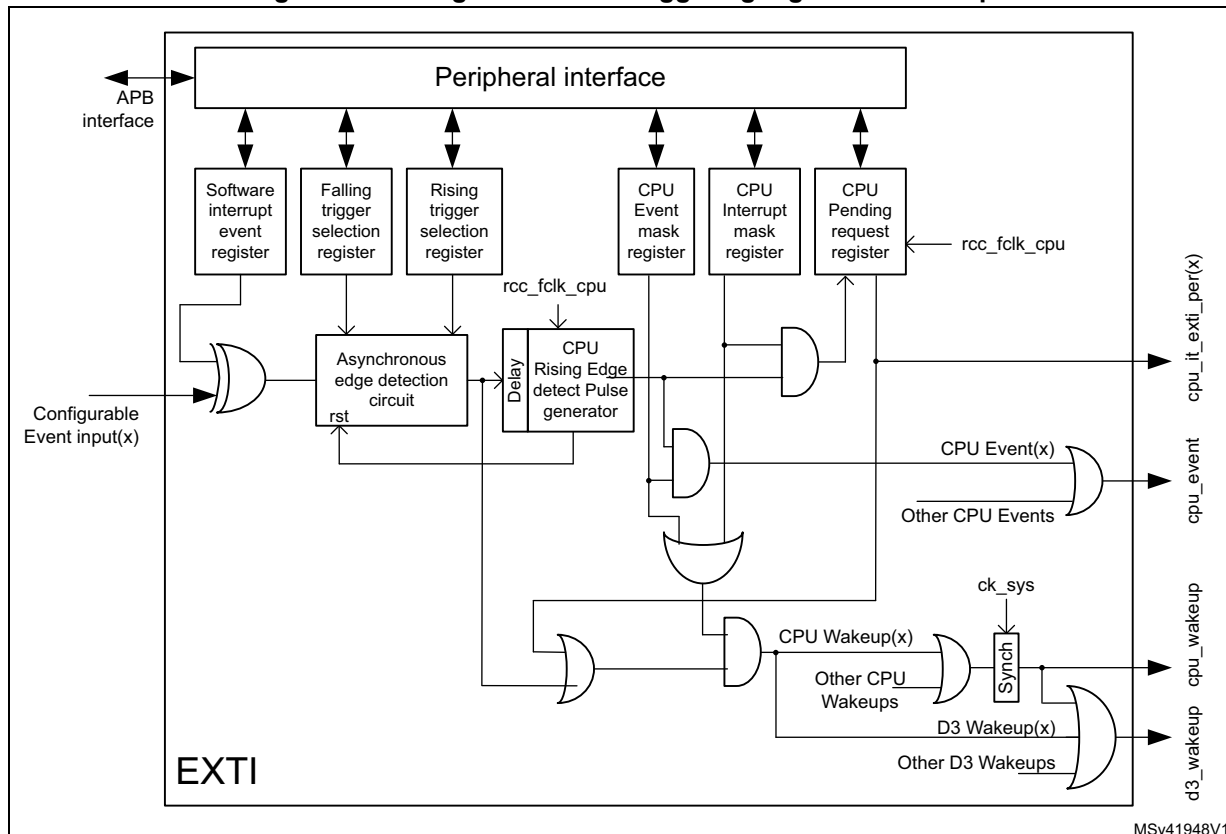 Peripheral interface
APB
interface
Software
interrupt
event
register
Falling
trigger
selection
register
Rising
trigger
selection
register
CPU
Event
mask
register
CPU
Interrupt
mask
register
CPU
Pending
request
register
rcc_fclk_cpu
rcc_fclk_cpu
Asynchronous
edge detection
circuit
rst
Delay
CPU
Rising Edge
detect Pulse
generator
cpu_it_exti_per(x)
Configurable
Event input(x)
CPU Event(x)
Other CPU Events
cpu_event
ck_sys
CPU Wakeup(x)
Other CPU
Wakeups
Synch
cpu_wakeup
D3 Wakeup(x)
Other D3 Wakeups
d3_wakeup
EXTI
MSv41948V1